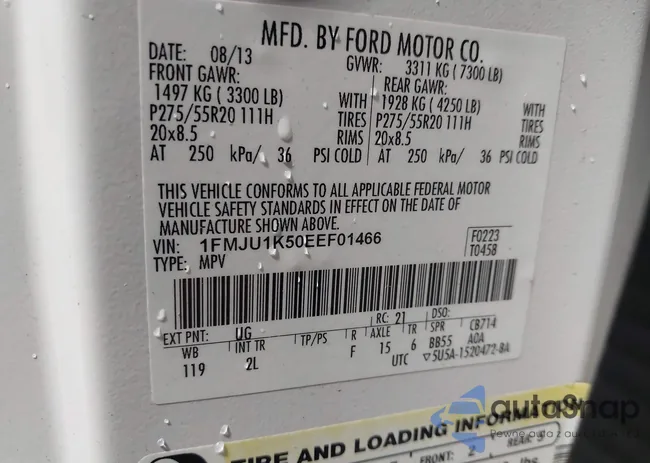 MFD. BY FORD MOTOR CO.
DATE: 08/13 GVWR: 3311 KG ( 7300 LB)
FRONT GAWR: REAR GAWR:
1497 KG ( 3300 LB) WITH 1928 KG ( 4250 LB) WITH
P275/55R20 111H TIRES P275/55R20 111H TIRES
20x8.5 RIMS 20x8.5 RIMS
AT 250 kPa/ 36 PSI COLD AT 250 kPa/ 36 PSI COLD
THIS VEHICLE CONFORMS TO ALL APPLICABLE FEDERAL MOTOR
VEHICLE SAFETY STANDARDS IN EFFECT ON THE DATE OF
MANUFACTURE SHOWN ABOVE.
VIN: 1FMJU1K50EEF01466 F0223
TYPE: MPV T0458
EXT PNT: UG RC: 21 DSO:
WB INT TR TP/PS R AXLE TR SPR CB714
119 2L F 15 6 BB55 AOA
UTC ▽5U5A-1520472-BA
autoSnap
TIRE AND LOADING INFORMA
FRONT: 2 REAR